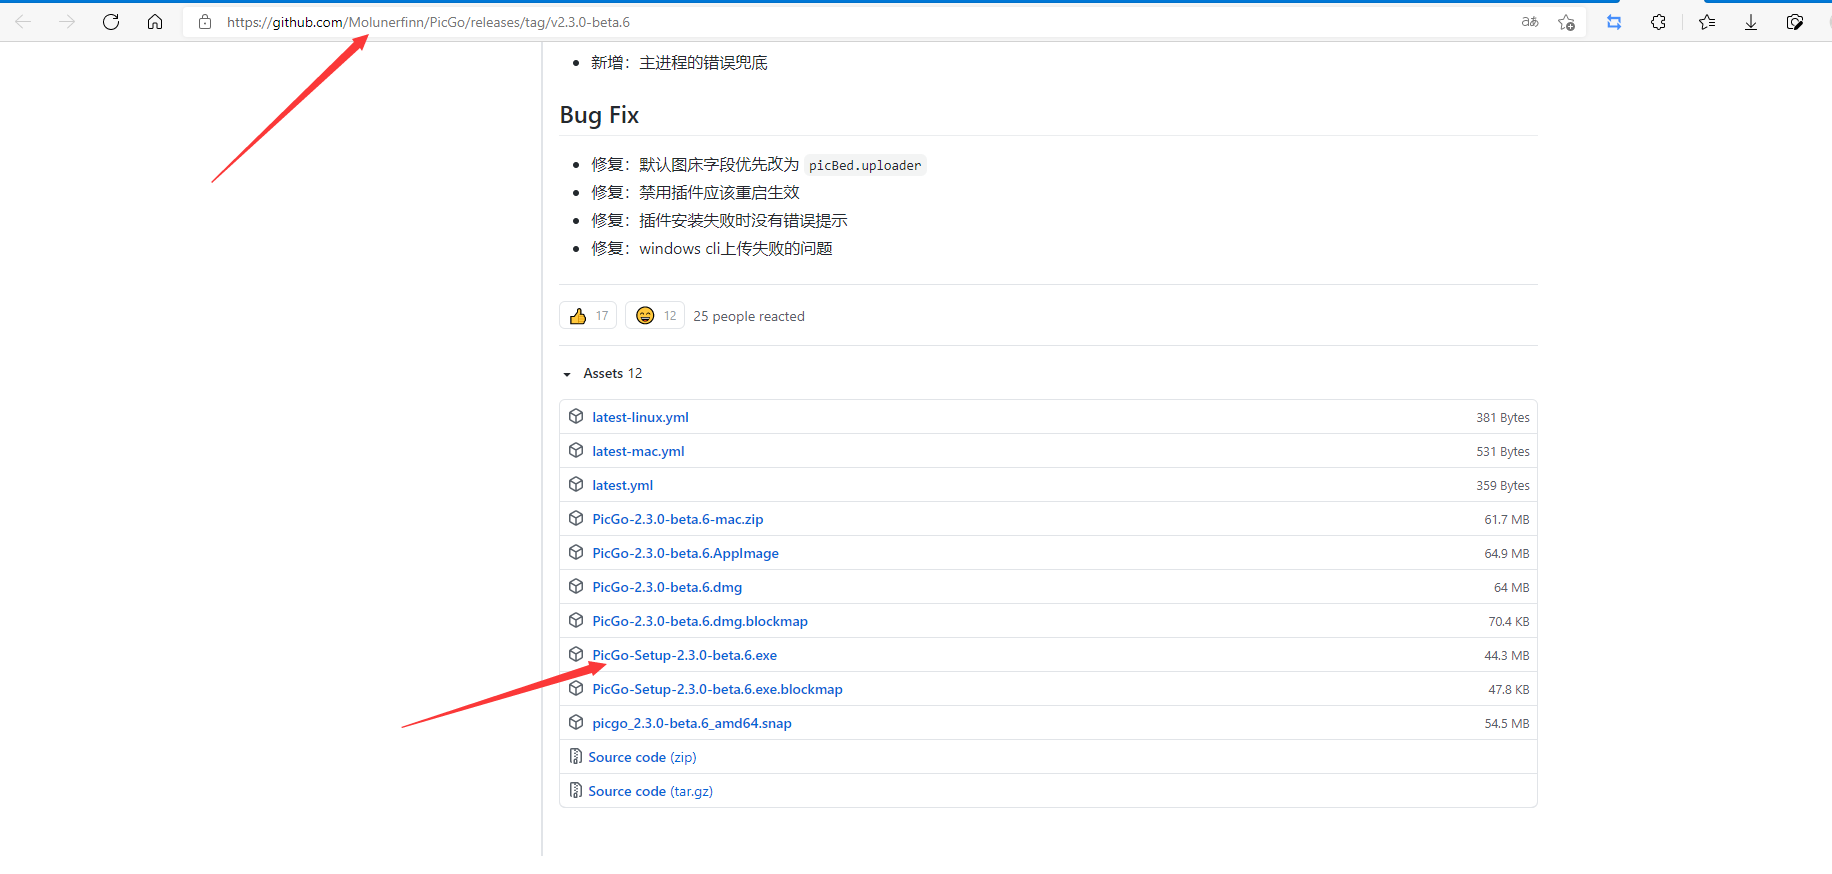 https://github.com/Molunerfinn/PicGo/releases/tag/v2.3.0-beta.6
aあ
新增：主进程的错误兜底
Bug Fix
修复：默认图床字段优先改为 picBed.uploader
修复：禁用插件应该重启生效
修复：插件安装失败时没有错误提示
修复：windows cli上传失败的问题
17 12 25 people reacted
Assets 12
latest-linux.yml 381 Bytes
latest-mac.yml 531 Bytes
latest.yml 359 Bytes
PicGo-2.3.0-beta.6-mac.zip 61.7 MB
PicGo-2.3.0-beta.6.AppImage 64.9 MB
PicGo-2.3.0-beta.6.dmg 64 MB
PicGo-2.3.0-beta.6.dmg.blockmap 70.4 KB
PicGo-Setup-2.3.0-beta.6.exe 44.3 MB
PicGo-Setup-2.3.0-beta.6.exe.blockmap 47.8 KB
picgo_2.3.0-beta.6_amd64.snap 54.5 MB
Source code (zip)
Source code (tar.gz)